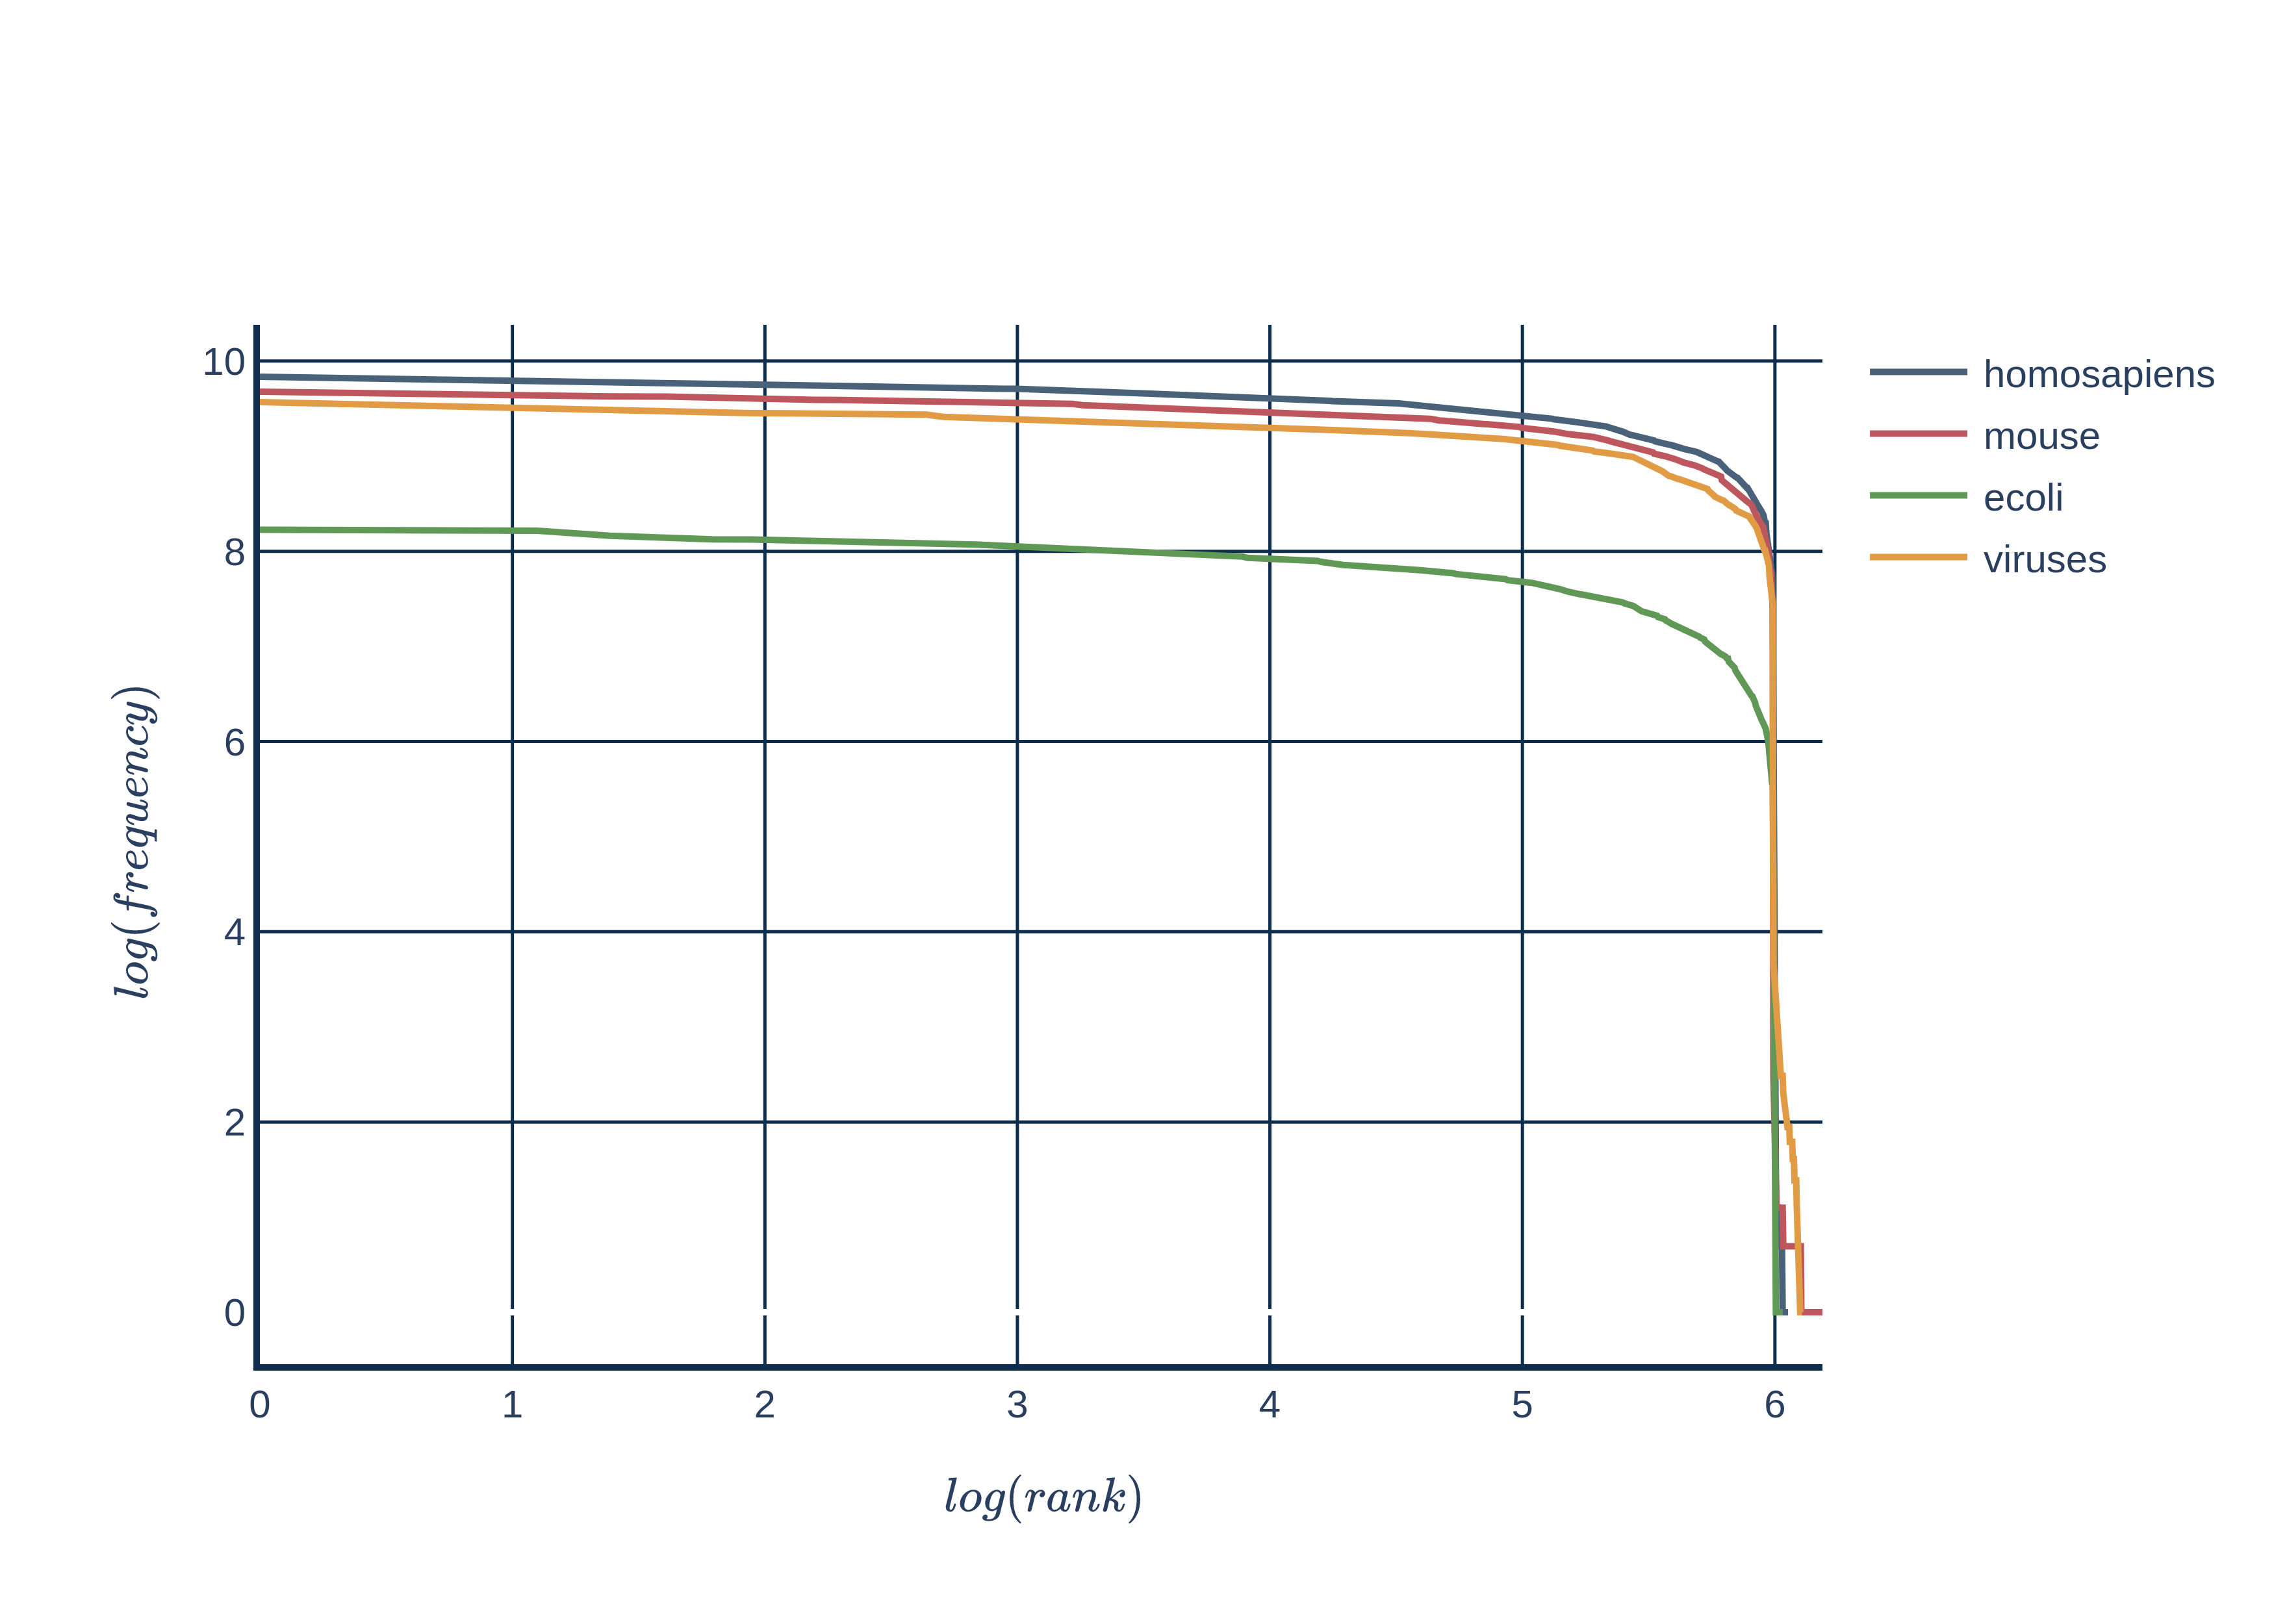 homosapiens
mouse
ecoli
viruses
10
8
6
4
2
0
log(frequency)
0 1 2 3 4 5 6
log(rank)